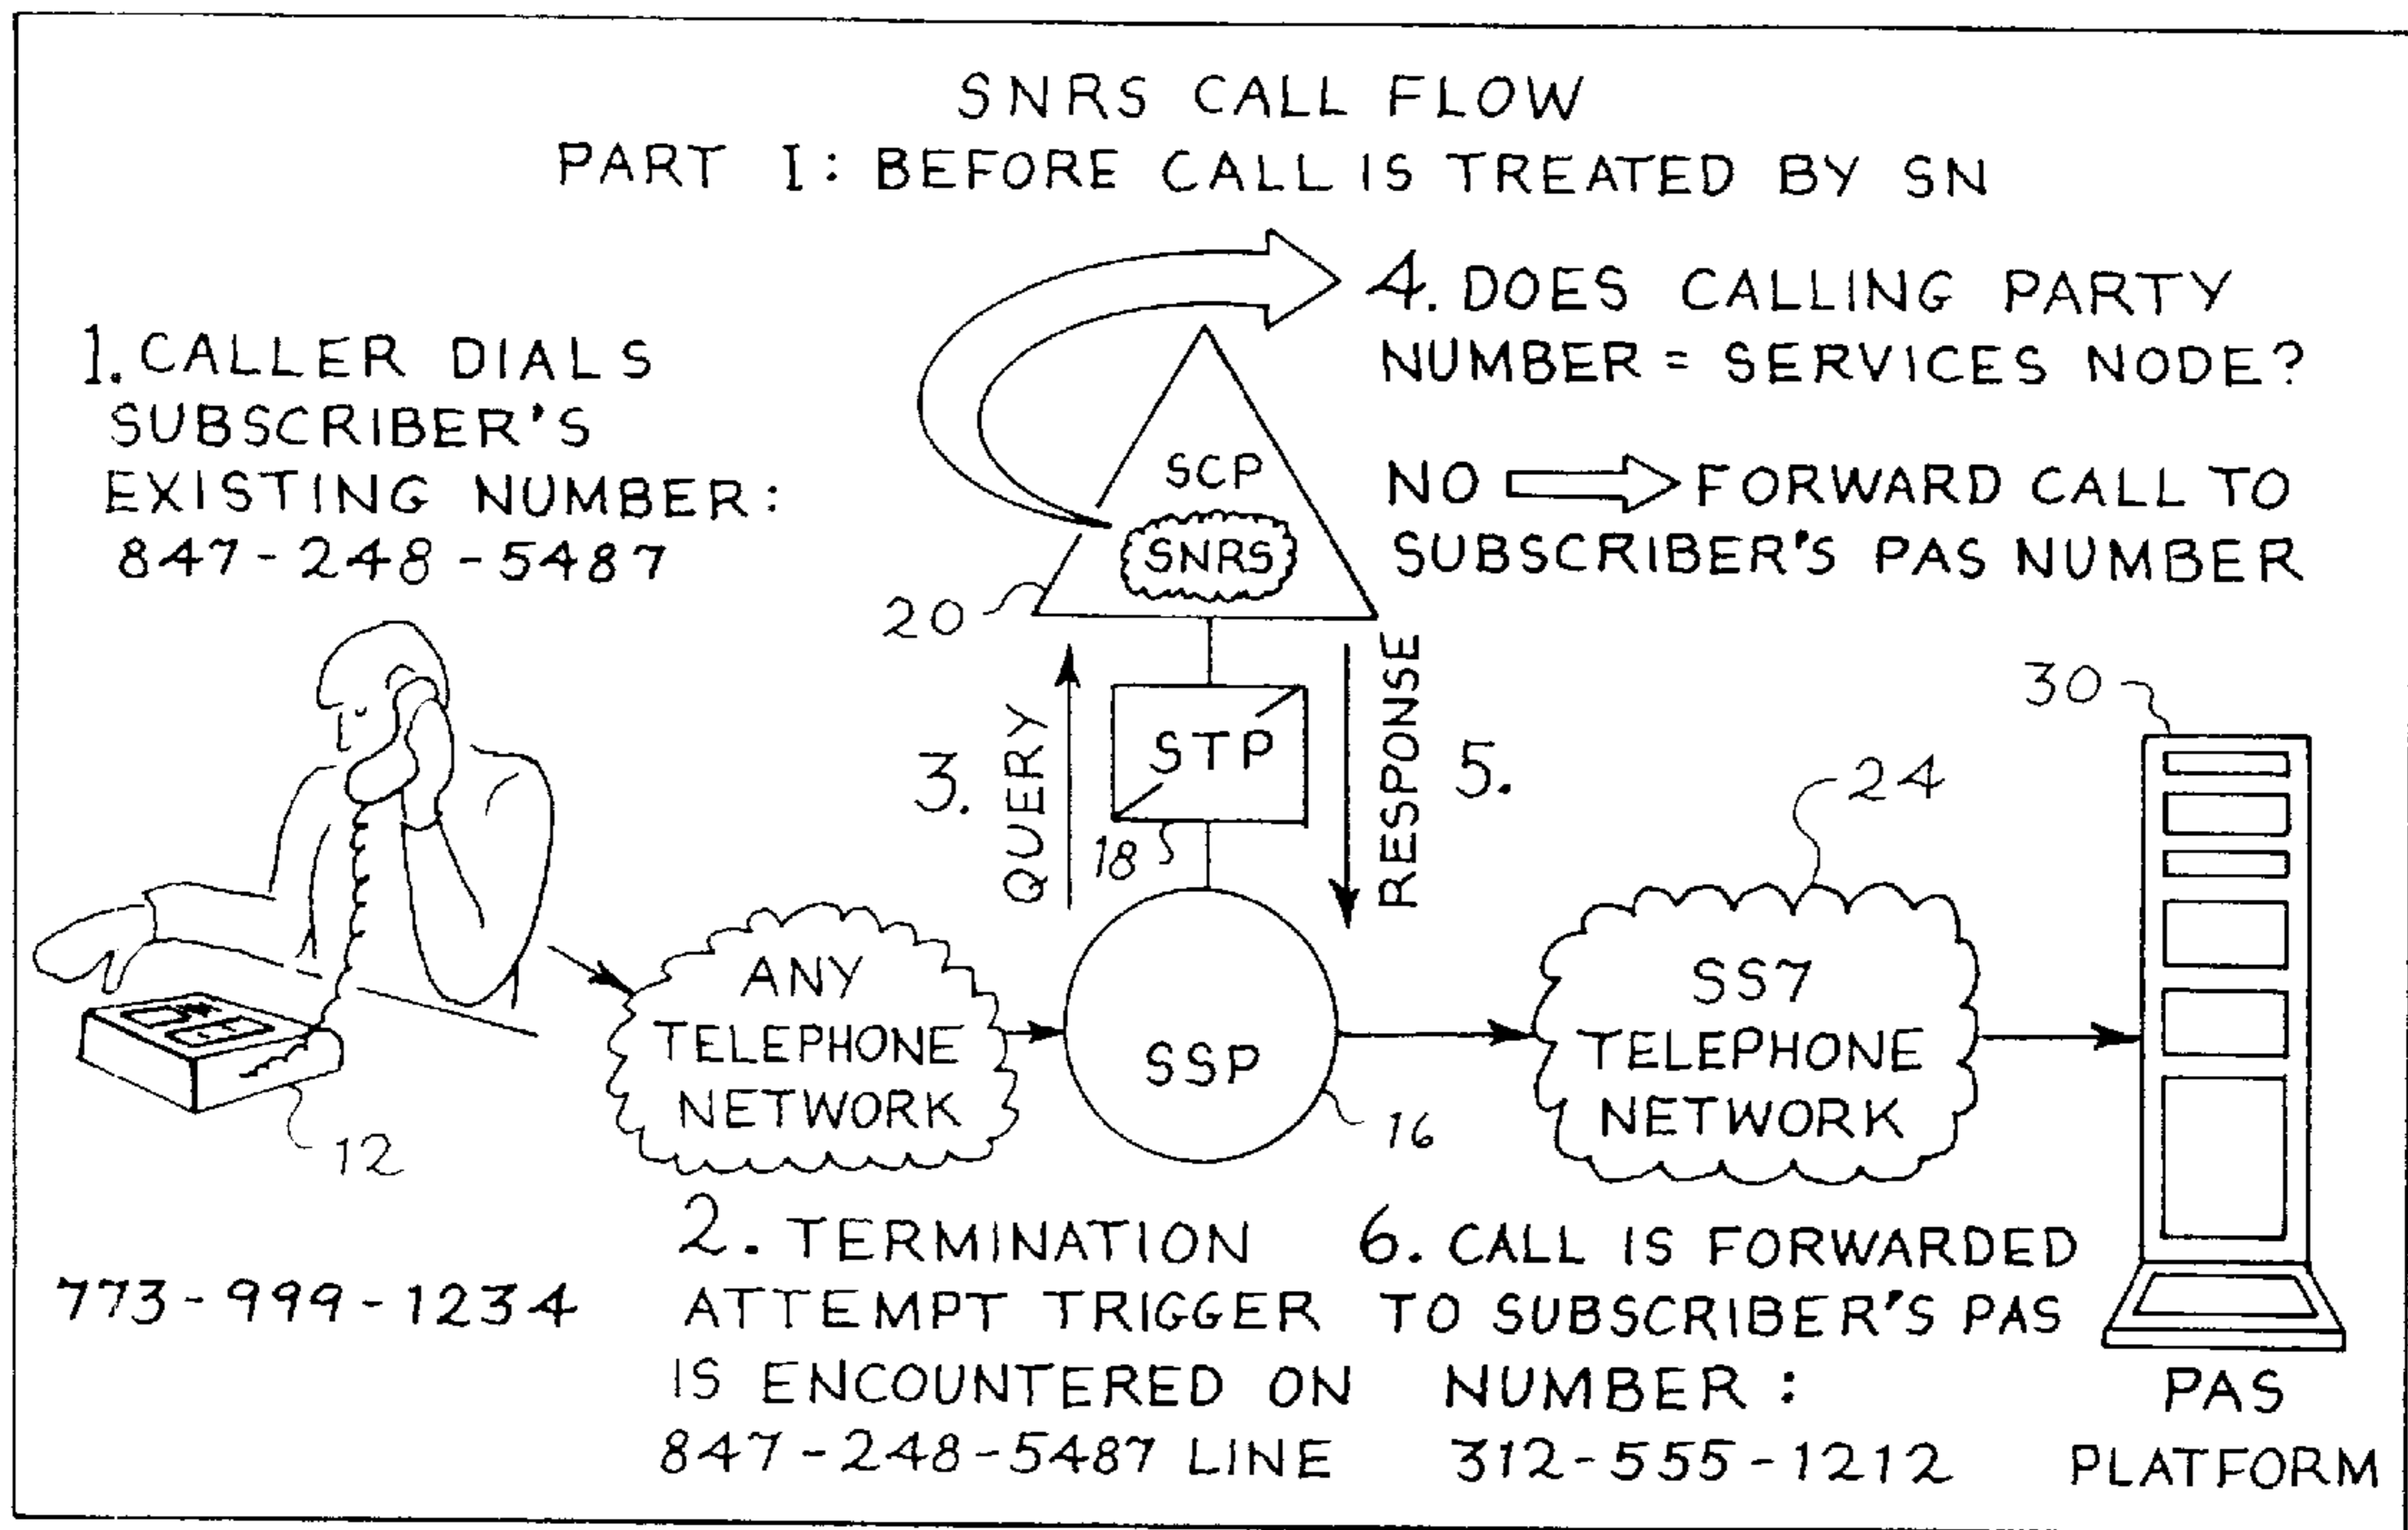 SNRS CALL FLOW
PART I: BEFORE CALL IS TREATED BY SN
1. CALLER DIALS
SUBSCRIBER'S
EXISTING NUMBER:
847-248-5487
4. DOES CALLING PARTY
NUMBER = SERVICES NODE?
NO FORWARD CALL TO
SUBSCRIBER'S PAS NUMBER
SCP
SNRS
20
3.
QUERY
STP
18
RESPONSE
5.
30
24
ANY
TELEPHONE
NETWORK
SSP
16
SS7
TELEPHONE
NETWORK
12
773-999-1234
2. TERMINATION
ATTEMPT TRIGGER
IS ENCOUNTERED ON
847-248-5487 LINE
6. CALL IS FORWARDED
TO SUBSCRIBER'S PAS
NUMBER:
312-555-1212
PAS
PLATFORM